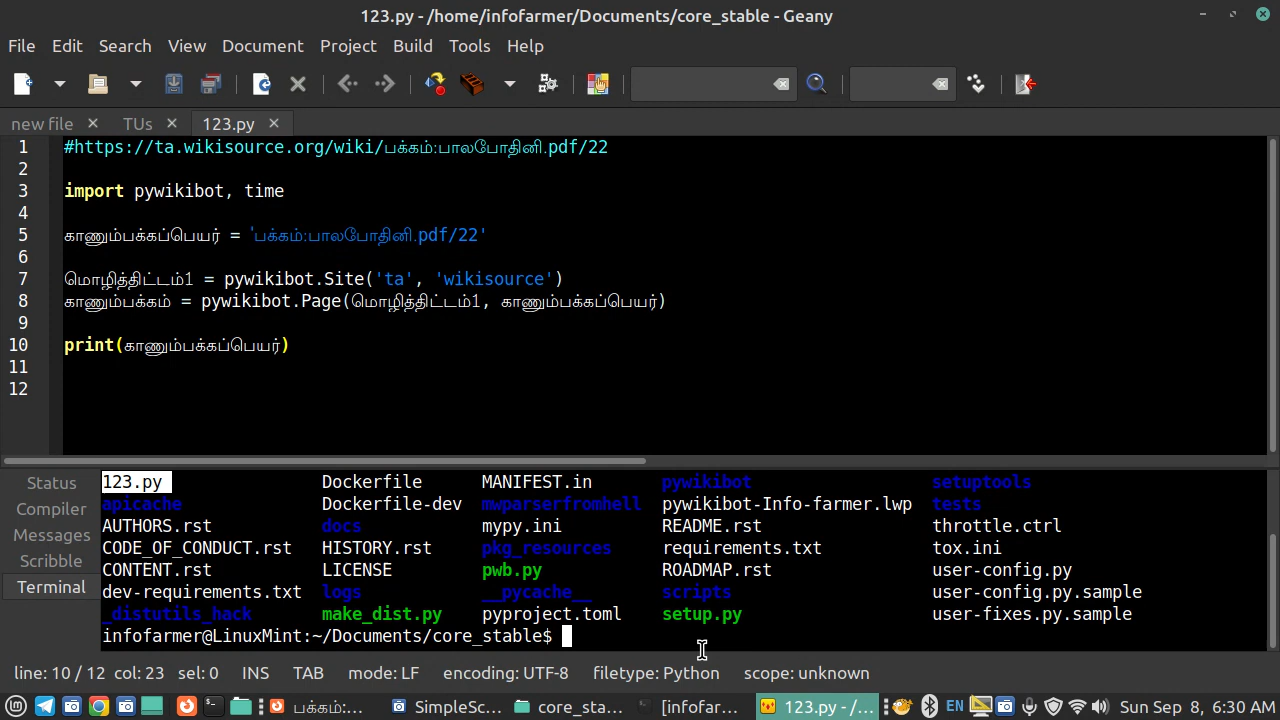 123.py - /home/infofarmer/Documents/core_stable - Geany
File Edit Search View Document Project Build Tools Help
new file TUs 123.py
1 #https://ta.wikisource.org/wiki/பக்கம்:பாலபோதினி.pdf/22
2
3 import pywikibot, time
4
5 காணும்பக்கப்பெயர் = 'பக்கம்:பாலபோதினி.pdf/22'
6
7 மொழித்திட்டம்1 = pywikibot.Site('ta', 'wikisource')
8 காணும்பக்கம் = pywikibot.Page(மொழித்திட்டம்1, காணும்பக்கப்பெயர்)
9
10 print(காணும்பக்கப்பெயர்)
11
12
Status
Compiler
Messages
Scribble
Terminal
123.py Dockerfile MANIFEST.in pywikibot setuptools
apicache Dockerfile-dev mwparserfromhell pywikibot-Info-farmer.lwp tests
AUTHORS.rst docs mypy.ini README.rst throttle.ctrl
CODE_OF_CONDUCT.rst HISTORY.rst pkg_resources requirements.txt tox.ini
CONTENT.rst LICENSE pwb.py ROADMAP.rst user-config.py
dev-requirements.txt logs __pycache__ scripts user-config.py.sample
_distutils_hack make_dist.py pyproject.toml setup.py user-fixes.py.sample
infofarmer@LinuxMint:~/Documents/core_stable$
line: 10 / 12 col: 23 sel: 0 INS TAB mode: LF encoding: UTF-8 filetype: Python scope: unknown
பக்கம்:... SimpleSc... core_sta... [infofar... 123.py - /... EN Sun Sep 8, 6:30 AM